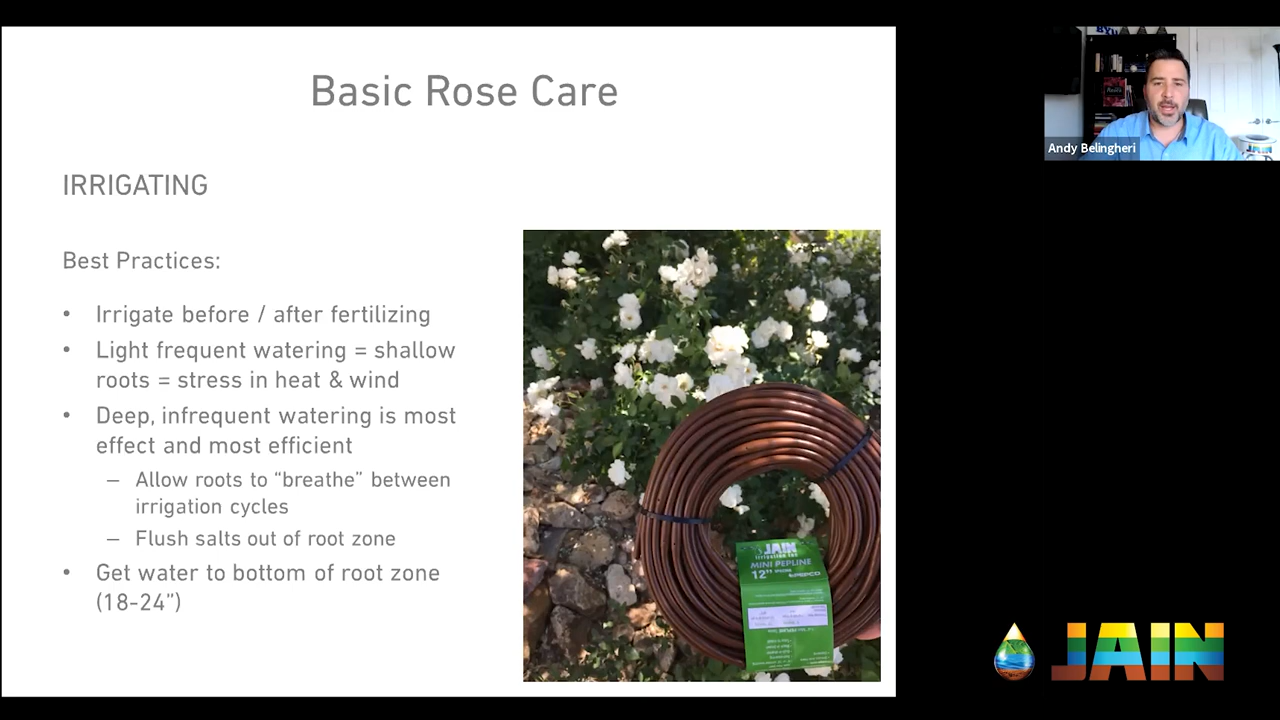 Basic Rose Care
IRRIGATING
Best Practices:
• Irrigate before / after fertilizing
• Light frequent watering = shallow
roots = stress in heat & wind
• Deep, infrequent watering is most
effect and most efficient
– Allow roots to “breathe” between
irrigation cycles
– Flush salts out of root zone
• Get water to bottom of root zone
(18-24”)
JAIN
MINI PEPLINE
12"
Andy Belingheri
JAIN